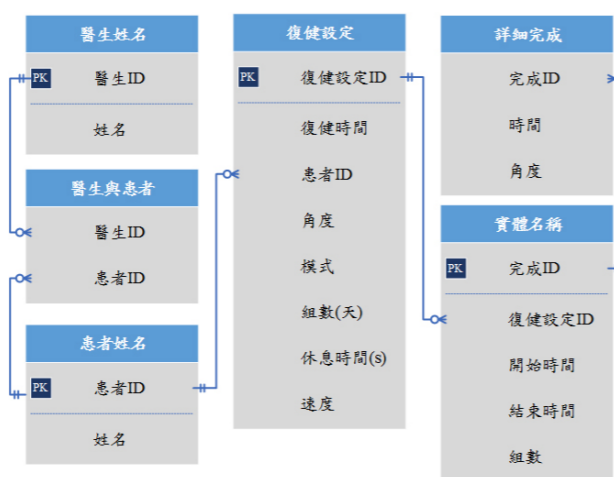 醫生姓名
PK 醫生ID
姓名
醫生與患者
醫生ID
患者ID
患者姓名
PK 患者ID
姓名
復健設定
PK 復健設定ID
復健時間
患者ID
角度
模式
組數(天)
休息時間(s)
速度
詳細完成
完成ID
時間
角度
實體名稱
PK 完成ID
復健設定ID
開始時間
結束時間
組數